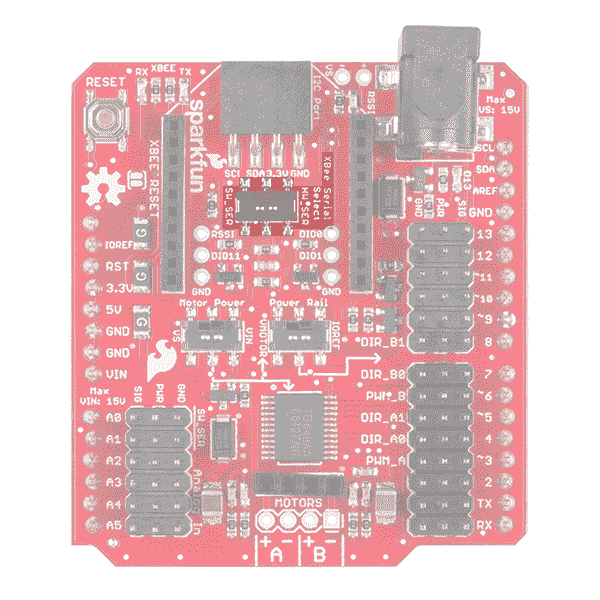 RESET
RX XBEE TX
VS
I2C Port
RSSI
Max
VS: 15V
sparkfun
XBEE RESET
SCL SDA 3.3V GND
XBee Serial
Select
SW_SER
HW_SER
SCL
SDA
AREF
GND
GND PWR SIG
D13
RSSI
DIO11
GND
DIO0
DIO1
GND
IOREF
RST
3.3V
5V
GND
GND
VIN
G
G
G
Motor Power
Power Rail
VS
VIN
VMOTOR
IOREF
13
12
~11
~10
~9
8
DIR_B1
DIR_B0
PWM_B
DIR_A1
DIR_A0
PWM_A
7
~6
~5
4
~3
2
TX
RX
Max
VIN: 15V
SIG PWR GND
A0
A1
A2
A3
A4
A5
Analog In
SW_SER
MOTORS
+ - + -
A B